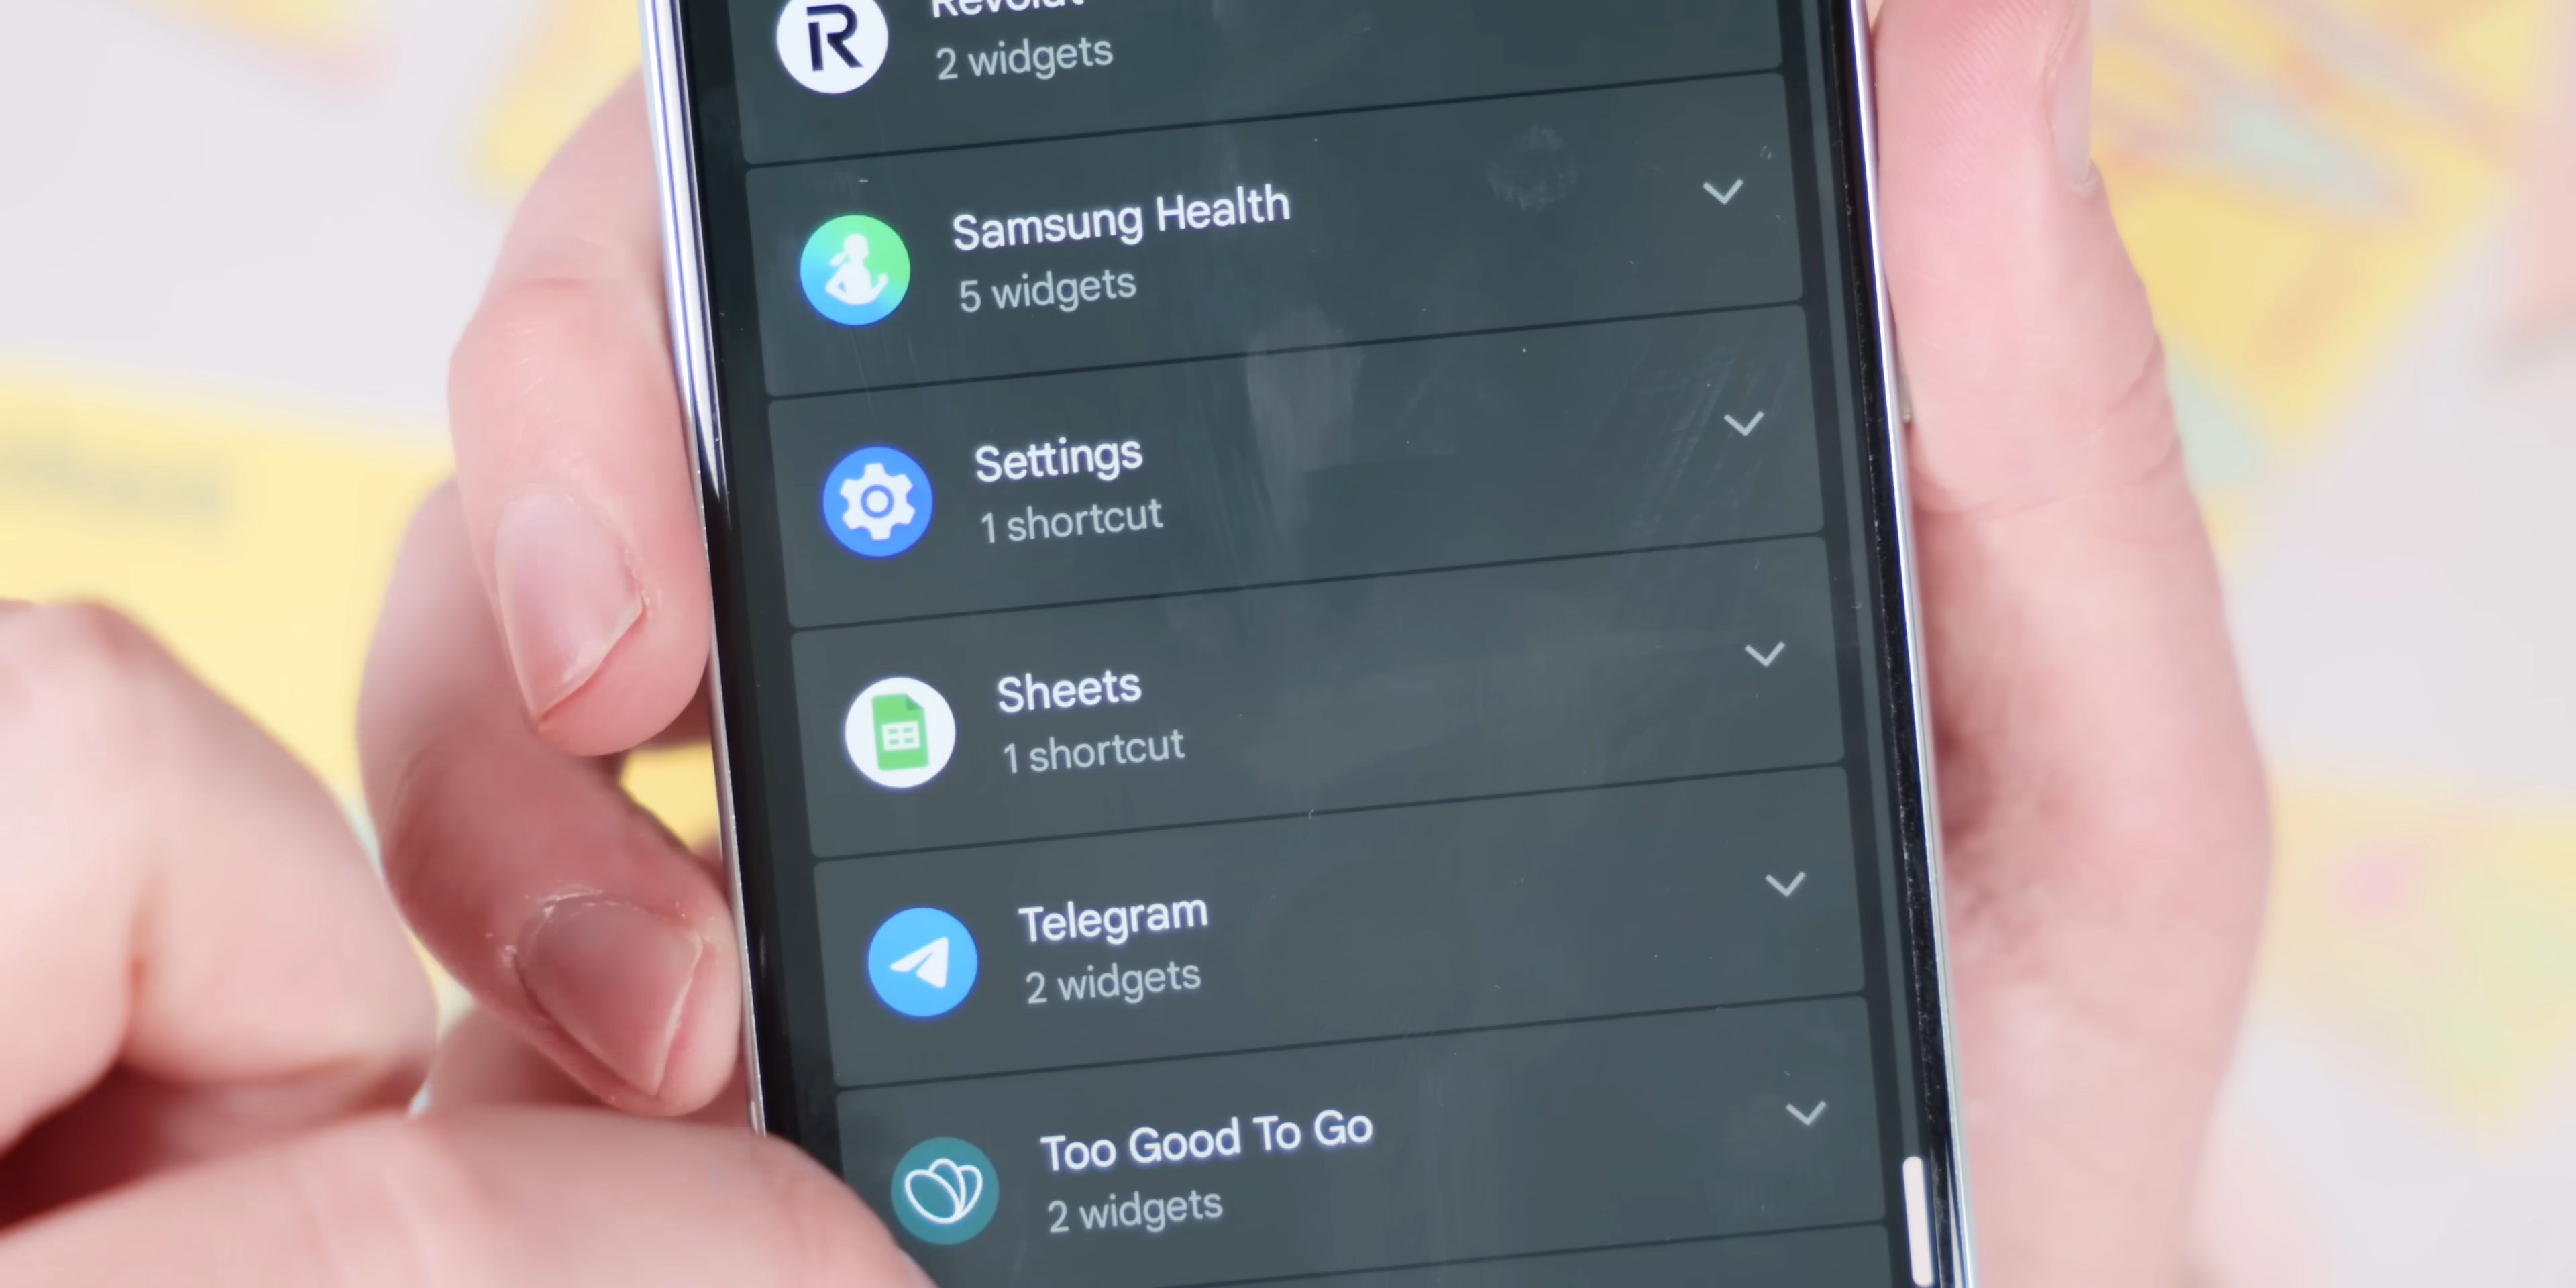 Revolut
2 widgets
Samsung Health
5 widgets
Settings
1 shortcut
Sheets
1 shortcut
Telegram
2 widgets
Too Good To Go
2 widgets